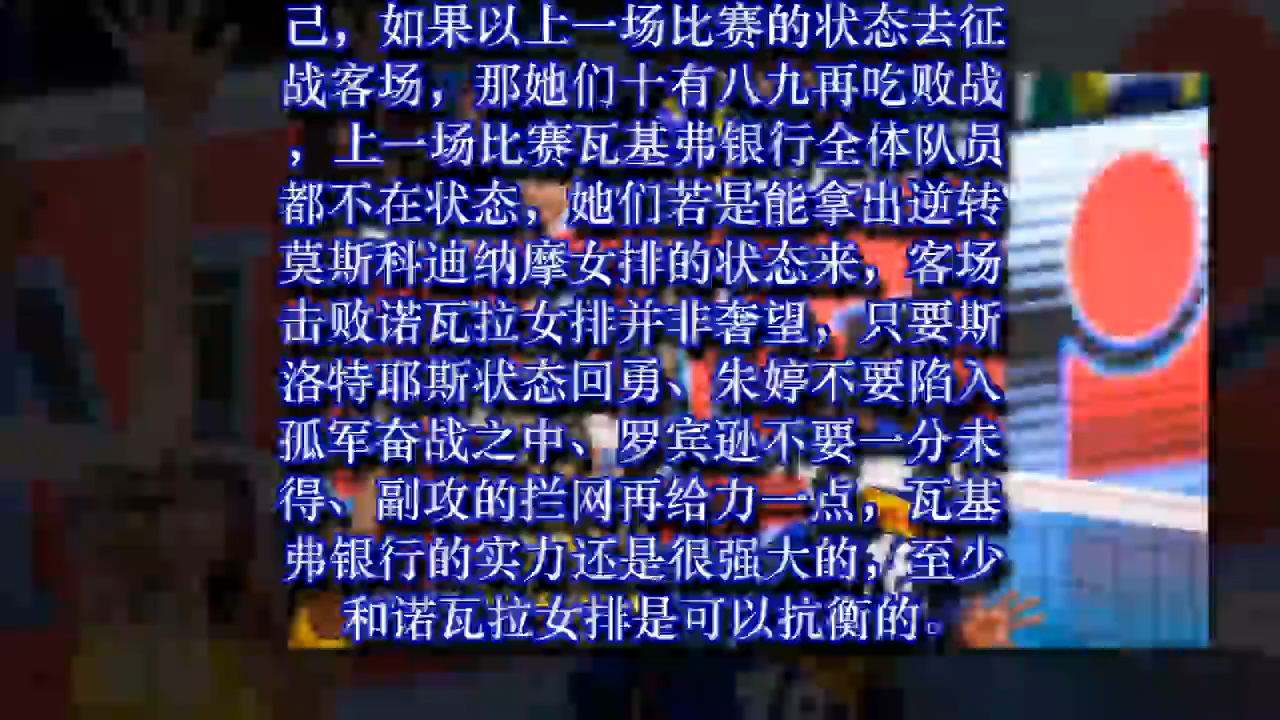 己，如果以上一场比赛的状态去征
战客场，那她们十有八九再吃败战
，上一场比赛瓦基弗银行全体队员
都不在状态，她们若是能拿出逆转
莫斯科迪纳摩女排的状态来，客场
击败诺瓦拉女排并非奢望，只要斯
洛特耶斯状态回勇、朱婷不要陷入
孤军奋战之中、罗宾逊不要一分未
得、副攻的拦网再给力一点，瓦基
弗银行的实力还是很强大的，至少
和诺瓦拉女排是可以抗衡的。